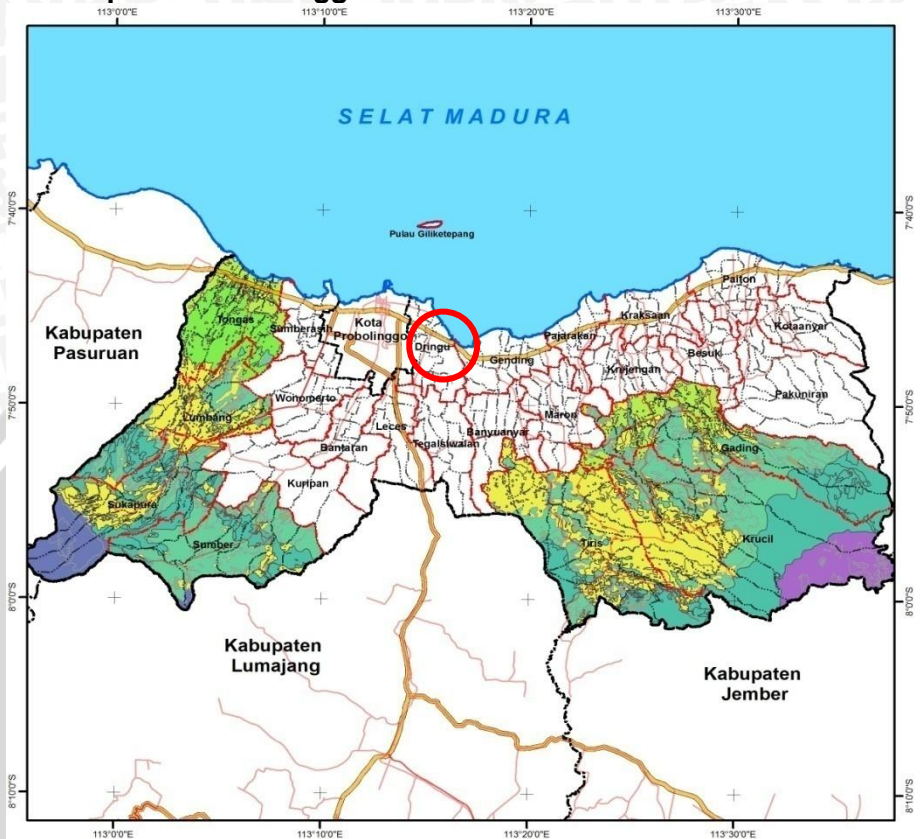 113°0'0"E 113°10'0"E 113°20'0"E 113°30'0"E
SELAT MADURA
7°40'0"S 7°40'0"S
Pulau Giliketepang
Paiton
Tongas
Kraksaan
Sumberasih
Kota
Probolinggo
Kotaanyar
Kabupaten
Pasuruan
Pajarakan
Dringu
Gending
Besuk
Krejengan
Pakuniran
Wonomerto
7°50'0"S 7°50'0"S
Lumbang
Maron
Leces
Banyuanyar
Bantaran
Tegalsiwalan
Gading
Kuripan
Sukapura
Sumber
Tiris
Krucil
8°0'0"S 8°0'0"S
Kabupaten
Lumajang
Kabupaten
Jember
8°10'0"S 8°10'0"S
113°0'0"E 113°10'0"E 113°20'0"E 113°30'0"E